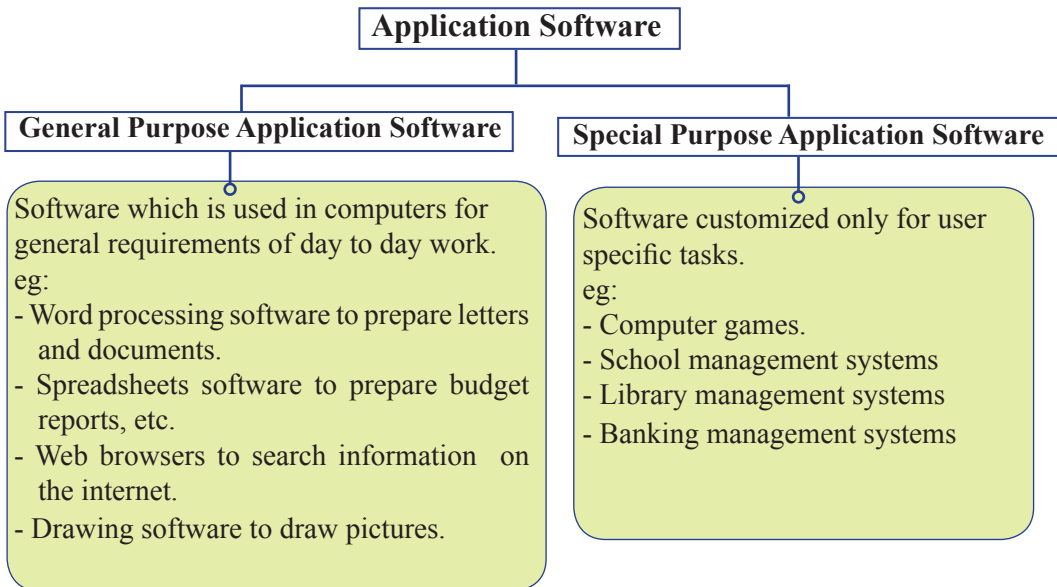 Application Software
General Purpose Application Software
Software which is used in computers for
general requirements of day to day work.
eg:
- Word processing software to prepare letters
and documents.
- Spreadsheets software to prepare budget
reports, etc.
- Web browsers to search information on
the internet.
- Drawing software to draw pictures.
Special Purpose Application Software
Software customized only for user
specific tasks.
eg:
- Computer games.
- School management systems
- Library management systems
- Banking management systems